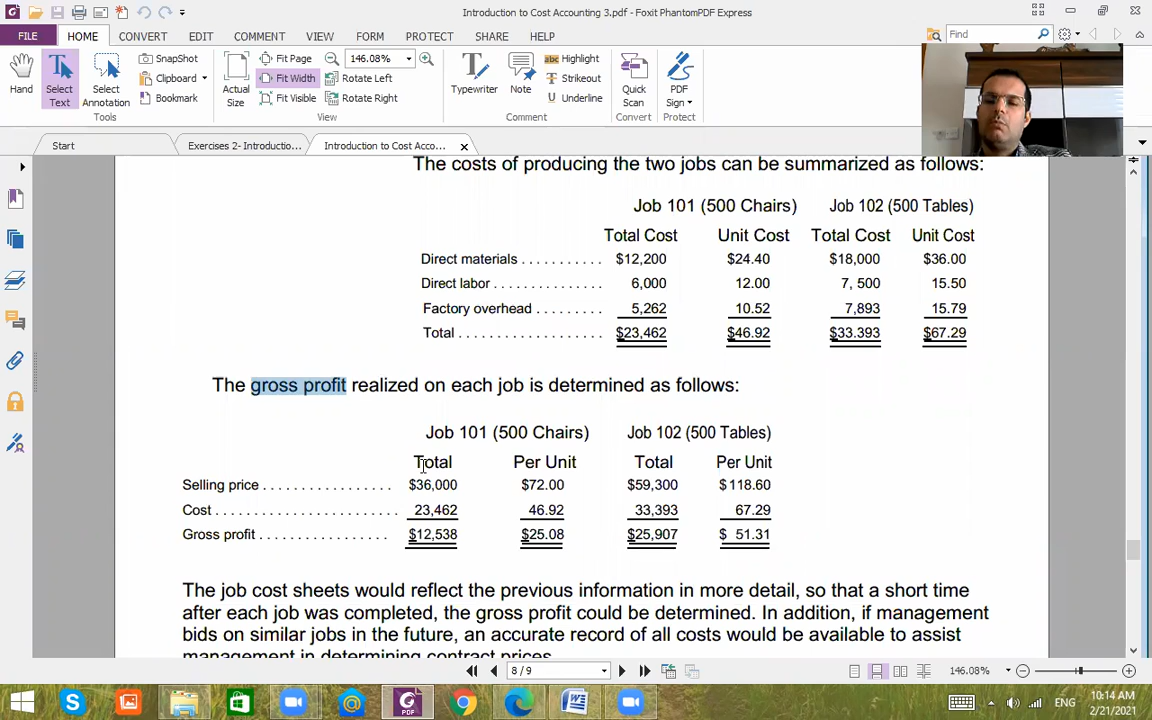 Introduction to Cost Accounting 3.pdf - Foxit PhantomPDF Express
FILE HOME CONVERT EDIT COMMENT VIEW FORM PROTECT SHARE HELP Find
Hand
Select Text
Select Annotation
SnapShot
Clipboard
Bookmark
Tools
Actual Size
Fit Page
Fit Width
Fit Visible
146.08%
Rotate Left
Rotate Right
View
Typewriter
Note
Highlight
Strikeout
Underline
Comment
Quick Scan
Convert
PDF Sign
Protect
Start Exercises 2- Introductio... Introduction to Cost Acco...
The costs of producing the two jobs can be summarized as follows:
Job 101 (500 Chairs) Job 102 (500 Tables)
Total Cost Unit Cost Total Cost Unit Cost
Direct materials . . . . . . . . . . . $12,200 $24.40 $18,000 $36.00
Direct labor . . . . . . . . . . . . . . . 6,000 12.00 7, 500 15.50
Factory overhead . . . . . . . . . 5,262 10.52 7,893 15.79
Total . . . . . . . . . . . . . . . . . . . . $23,462 $46.92 $33.393 $67.29
The gross profit realized on each job is determined as follows:
Job 101 (500 Chairs) Job 102 (500 Tables)
Total Per Unit Total Per Unit
Selling price . . . . . . . . . . . . . . . . . $36,000 $72.00 $59,300 $118.60
Cost . . . . . . . . . . . . . . . . . . . . . . . . 23,462 46.92 33,393 67.29
Gross profit . . . . . . . . . . . . . . . . . $12,538 $25.08 $25,907 $ 51.31
The job cost sheets would reflect the previous information in more detail, so that a short time
after each job was completed, the gross profit could be determined. In addition, if management
bids on similar jobs in the future, an accurate record of all costs would be available to assist
management in determining contract prices.
8 / 9 146.08%
PDF
ENG
10:14 AM
2/21/2021